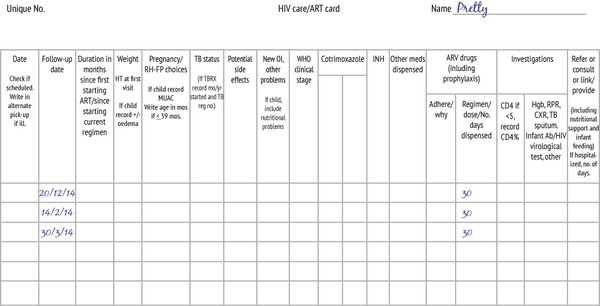 Unique No. HIV care/ART card Name Pretty
Date Follow-up date Duration in months since first starting ART/since starting current regimen Weight Pregnancy/ RH-FP choices TB status Potential side effects New OI, other problems WHO clinical stage Cotrimoxazole INH Other meds dispensed ARV drugs (inluding prophylaxis) Investigations Refer or consult or link/ provide
Check if scheduled. Write in alternate pick-up if ill.
HT at first visit
If child record +/- oedema
If child record MUAC
Write age in mos if < 59 mos.
(If TBRX record mo/yr started and TB reg no.)
If child, include nutritional problems
Adhere/ why
Regimen/ dose/No. days dispensed
CD4 if <5, record CD4%
Hgb, RPR, CXR, TB sputum. Infant Ab/HIV virological test, other
(including nutritional support and infant feeding) If hospital- ized, no. of days.
20/12/14 30
14/2/14 30
30/3/14 30